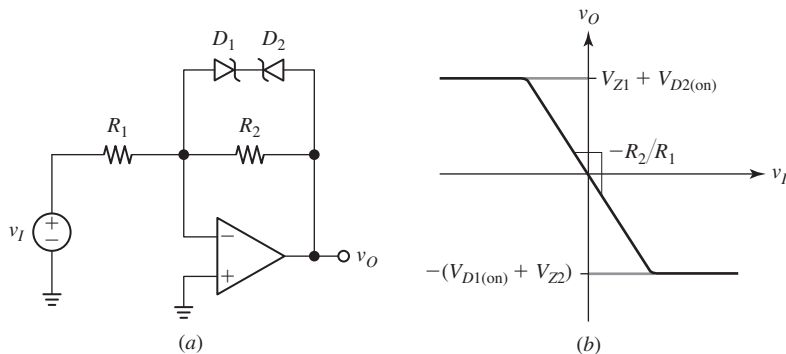 D1 D2
R1
R2
vI
+
−
−
+
vO
(a)
vO
VZ1 + VD2(on)
−R2/R1
vI
−(VD1(on) + VZ2)
(b)